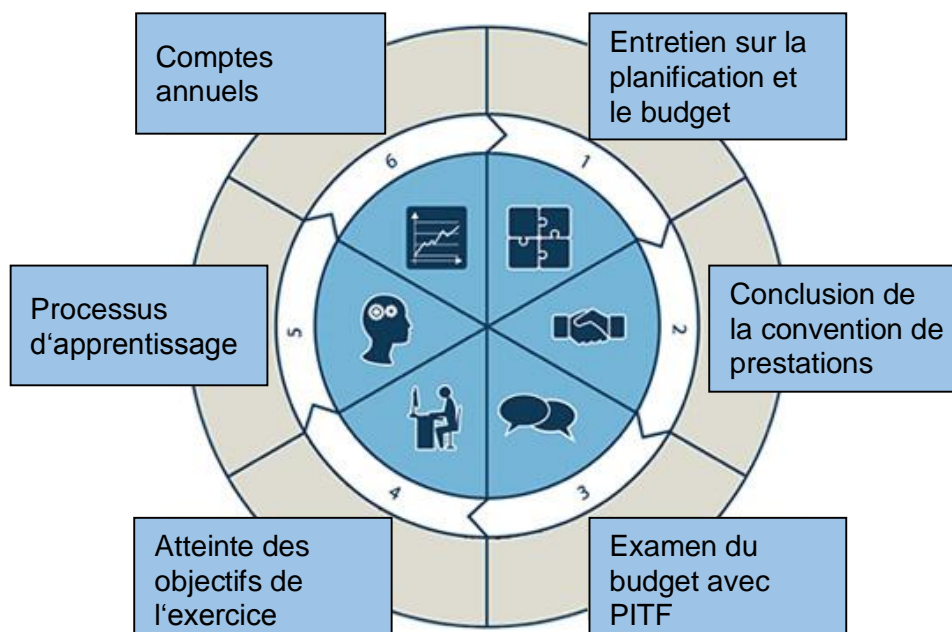 Comptes
annuels
Entretien sur la
planification et
le budget
6
1
Processus
d‘apprentissage
5
2
Conclusion de
la convention de
prestations
4
3
Atteinte des
objectifs de
l‘exercice
Examen du
budget avec
PITF